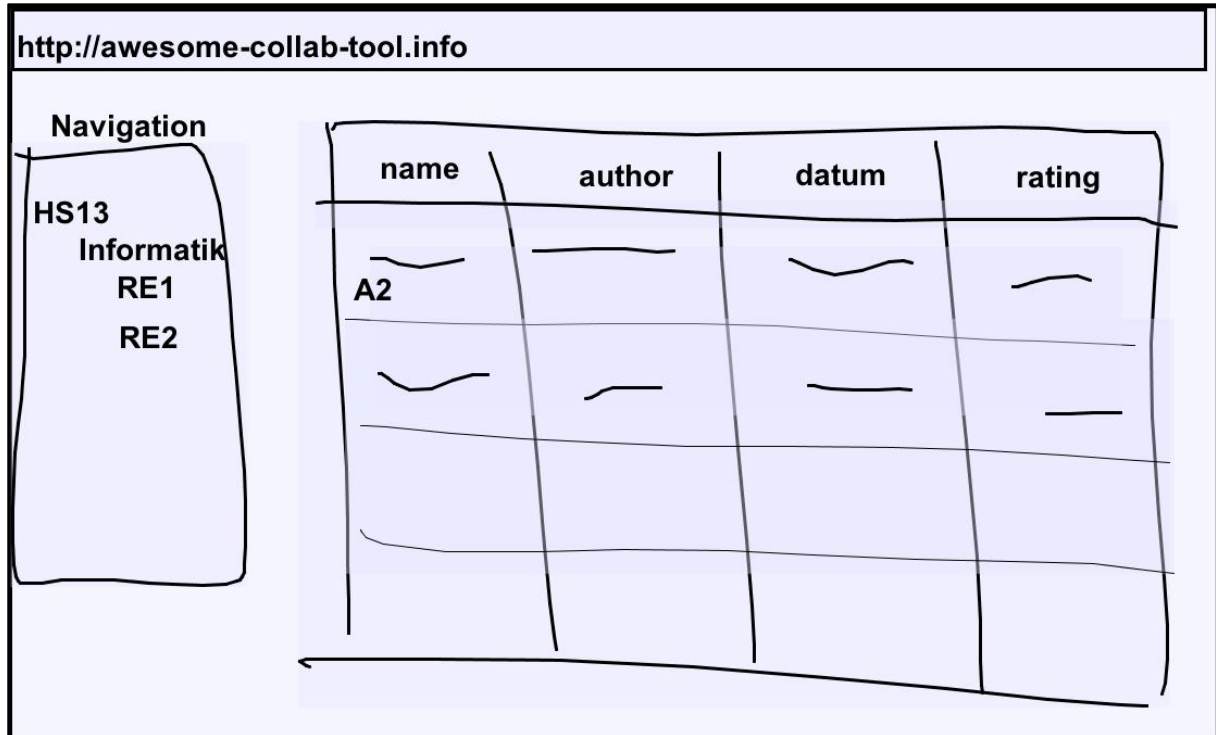 http://awesome-collab-tool.info
Navigation
HS13
Informatik
RE1
RE2
name author datum rating
A2